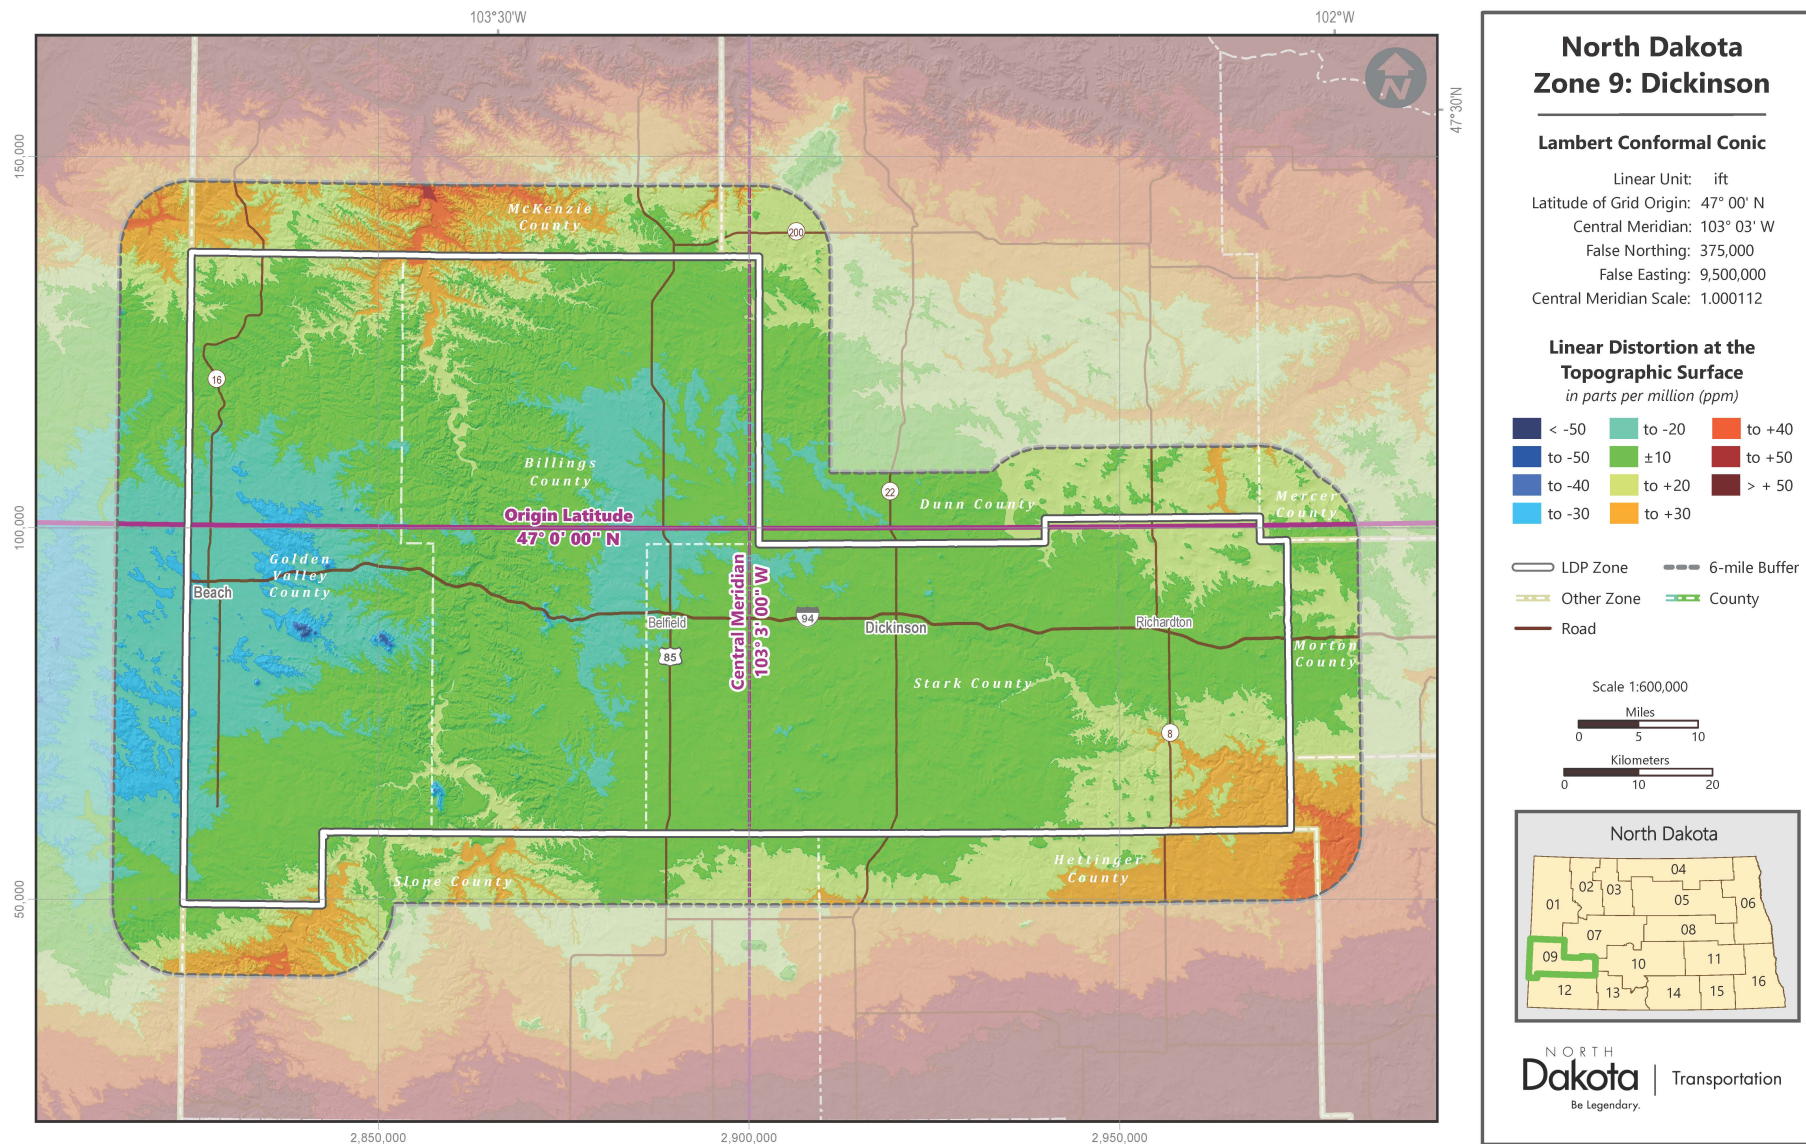 103°30'W
102°W
47°30'N
150,000
100,000
50,000
2,850,000
2,900,000
2,950,000
N
McKenzie
County
200
16
Billings
County
22
Dunn County
Mercer
County
Origin Latitude
47° 0' 00" N
Golden
Valley
County
Beach
Central Meridian
103° 3' 00" W
Belfield
94
Dickinson
Richardton
85
Morton
County
Stark County
8
Slope County
Hettinger
County
North Dakota
Zone 9: Dickinson
Lambert Conformal Conic
Linear Unit: ift
Latitude of Grid Origin: 47° 00' N
Central Meridian: 103° 03' W
False Northing: 375,000
False Easting: 9,500,000
Central Meridian Scale: 1.000112
Linear Distortion at the
Topographic Surface
in parts per million (ppm)
< -50 to -20 to +40
to -50 ±10 to +50
to -40 to +20 > + 50
to -30 to +30
LDP Zone 6-mile Buffer
Other Zone County
Road
Scale 1:600,000
Miles
0 5 10
Kilometers
0 10 20
North Dakota
04
02
03
01
05
06
07
08
09
10
11
12
13
14
15
16
NORTH
Dakota | Transportation
Be Legendary.